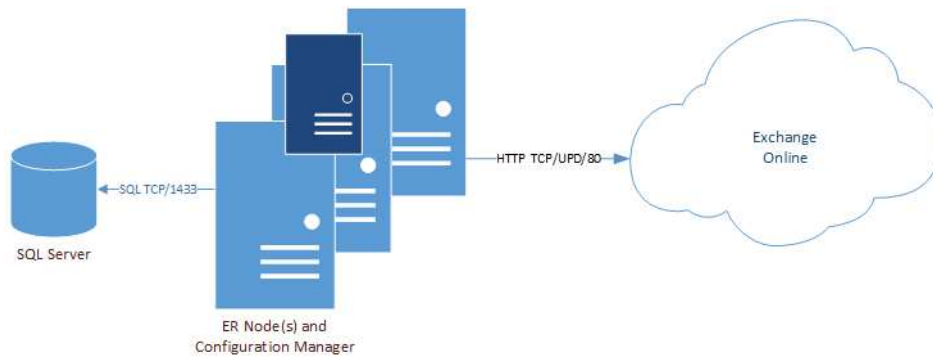 SQL Server
SQL TCP/1433
ER Node(s) and
Configuration Manager
HTTP TCP/UPD/80
Exchange
Online